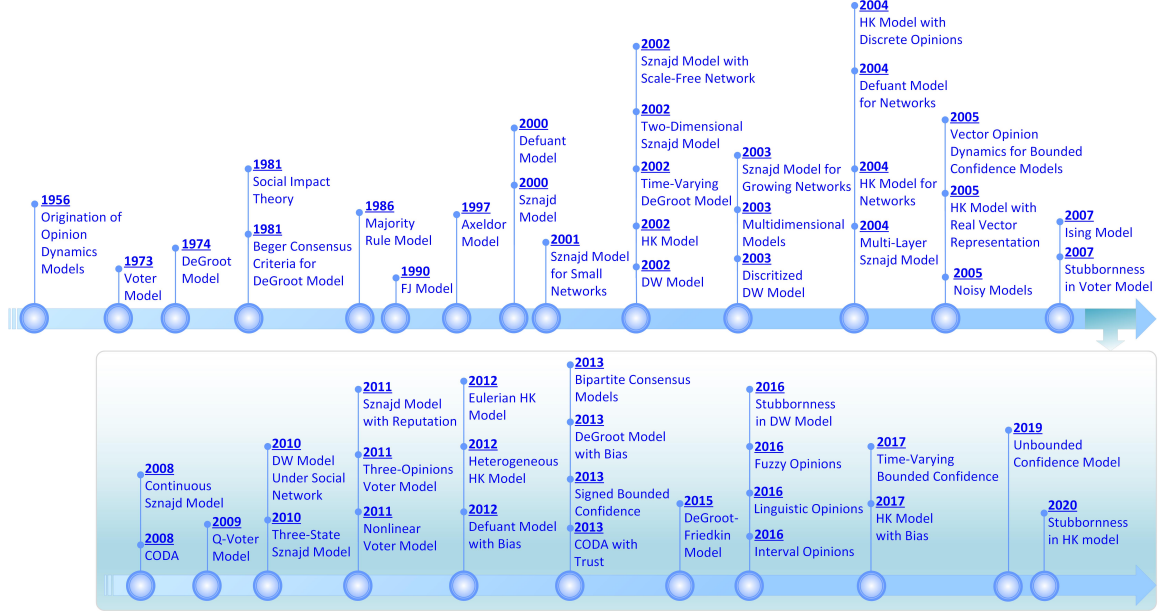 1956
Origination of
Opinion
Dynamics
Models
1973
Voter
Model
1974
DeGroot
Model
1981
Social Impact
Theory
1981
Beger Consensus
Criteria for
DeGroot Model
1986
Majority
Rule Model
1990
FJ Model
1997
Axeldor
Model
2000
Defuant
Model
2000
Sznajd
Model
2001
Sznajd Model
for Small
Networks
2002
Sznajd Model with
Scale-Free Network
2002
Two-Dimensional
Sznajd Model
2002
Time-Varying
DeGroot Model
2002
HK Model
2002
DW Model
2003
Sznajd Model for
Growing Networks
2003
Multidimensional
Models
2003
Discritized
DW Model
2004
HK Model with
Discrete Opinions
2004
Defuant Model
for Networks
2004
HK Model for
Networks
2004
Multi-Layer
Sznajd Model
2005
Vector Opinion
Dynamics for Bounded
Confidence Models
2005
HK Model with
Real Vector
Representation
2005
Noisy Models
2007
Ising Model
2007
Stubbornness
in Voter Model
2008
Continuous
Sznajd Model
2008
CODA
2009
Q-Voter
Model
2010
DW Model
Under Social
Network
2010
Three-State
Sznajd Model
2011
Sznajd Model
with Reputation
2011
Three-Opinions
Voter Model
2011
Nonlinear
Voter Model
2012
Eulerian HK
Model
2012
Heterogeneous
HK Model
2012
Defuant Model
with Bias
2013
Bipartite Consensus
Models
2013
DeGroot Model
with Bias
2013
Signed Bounded
Confidence
2013
CODA with
Trust
2015
DeGroot-
Friedkin
Model
2016
Stubbornness
in DW Model
2016
Fuzzy Opinions
2016
Linguistic Opinions
2016
Interval Opinions
2017
Time-Varying
Bounded Confidence
2017
HK Model
with Bias
2019
Unbounded
Confidence Model
2020
Stubbornness
in HK model